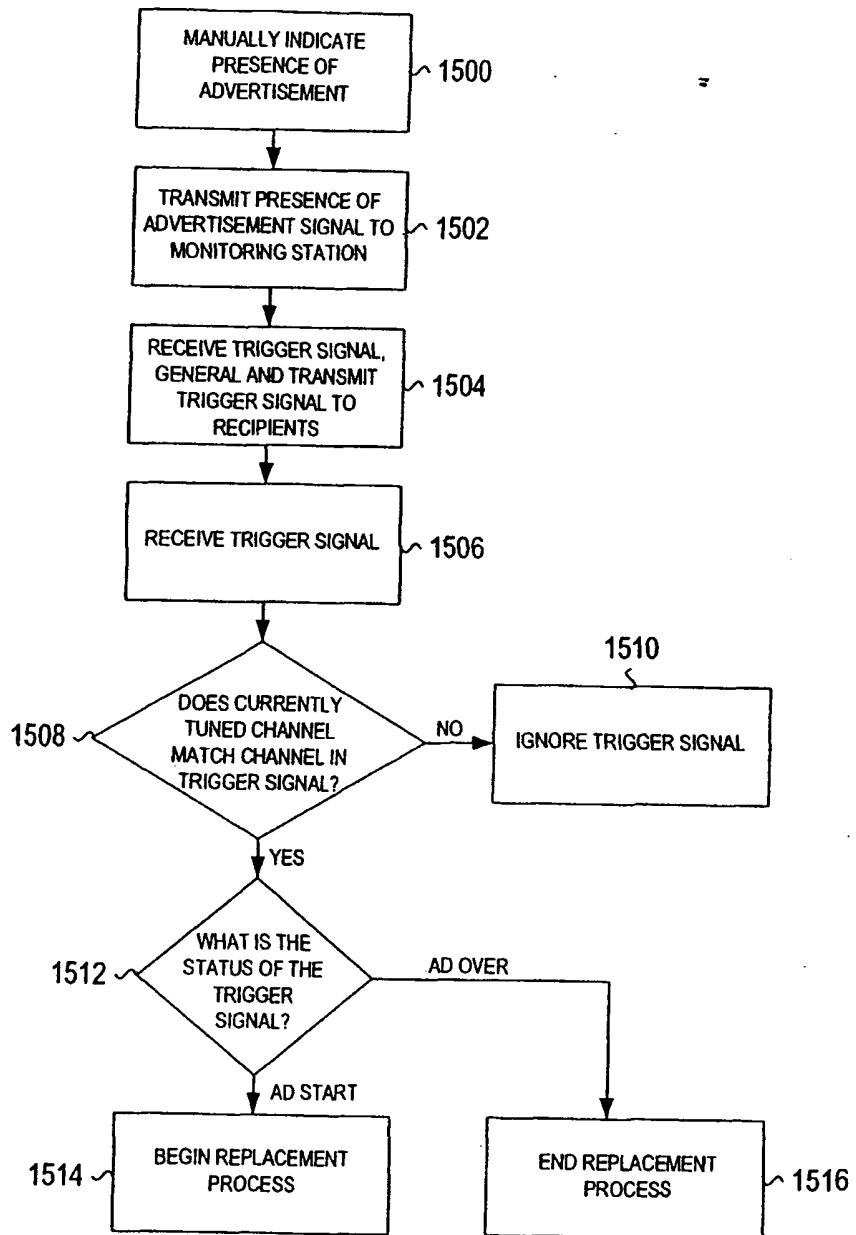 MANUALLY INDICATE
PRESENCE OF
ADVERTISEMENT
1500
TRANSMIT PRESENCE OF
ADVERTISEMENT SIGNAL TO
MONITORING STATION
1502
RECEIVE TRIGGER SIGNAL,
GENERAL AND TRANSMIT
TRIGGER SIGNAL TO
RECIPIENTS
1504
RECEIVE TRIGGER SIGNAL
1506
DOES CURRENTLY
TUNED CHANNEL
MATCH CHANNEL IN
TRIGGER SIGNAL?
1508
NO
1510
IGNORE TRIGGER SIGNAL
YES
WHAT IS THE
STATUS OF THE
TRIGGER
SIGNAL?
1512
AD OVER
AD START
BEGIN REPLACEMENT
PROCESS
1514
END REPLACEMENT
PROCESS
1516